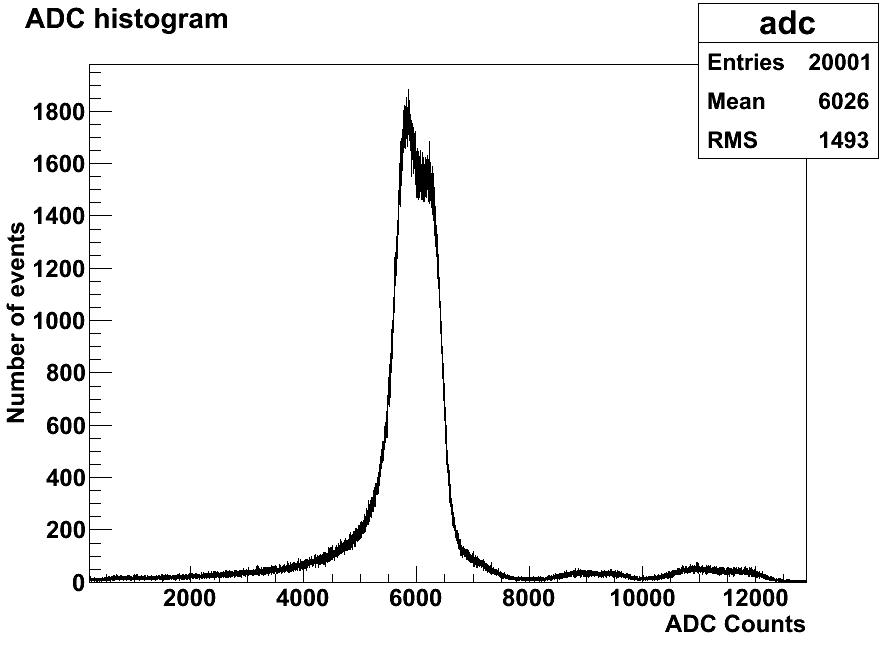 ADC histogram
adc
Entries 20001
Mean 6026
RMS 1493
Number of events
1800
1600
1400
1200
1000
800
600
400
200
0
2000 4000 6000 8000 10000 12000
ADC Counts